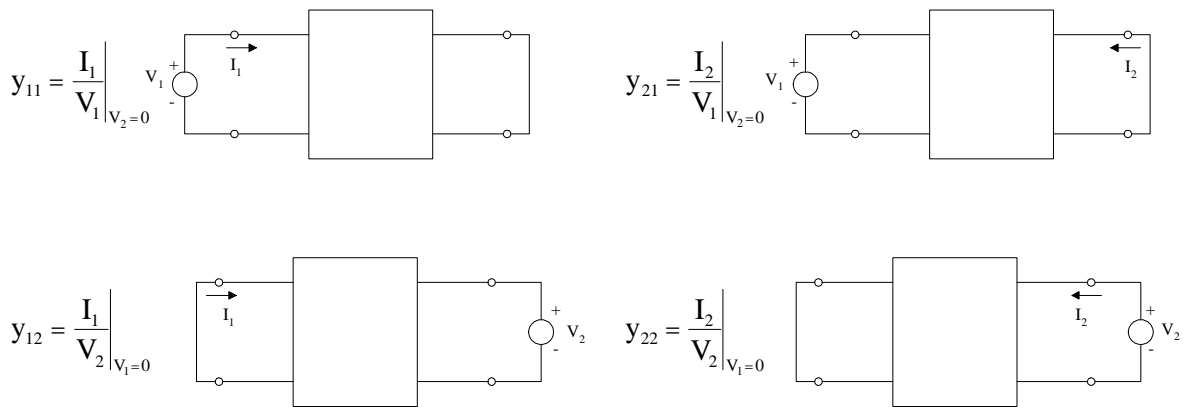 y₁₁ = I₁/V₁|V₂=0 V₁ + - I₁
y₂₁ = I₂/V₁|V₂=0 V₁ + - I₂
y₁₂ = I₁/V₂|V₁=0 I₁ + - V₂
y₂₂ = I₂/V₂|V₁=0 I₂ + - V₂